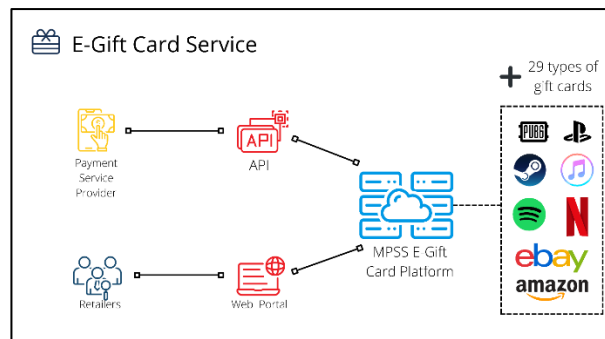 E-Gift Card Service
29 types of
gift cards
PUBG
API
Payment
Service
Provider
API
MPSS E-Gift
Card Platform
N
ebay
amazon
Retailers
Web Portal